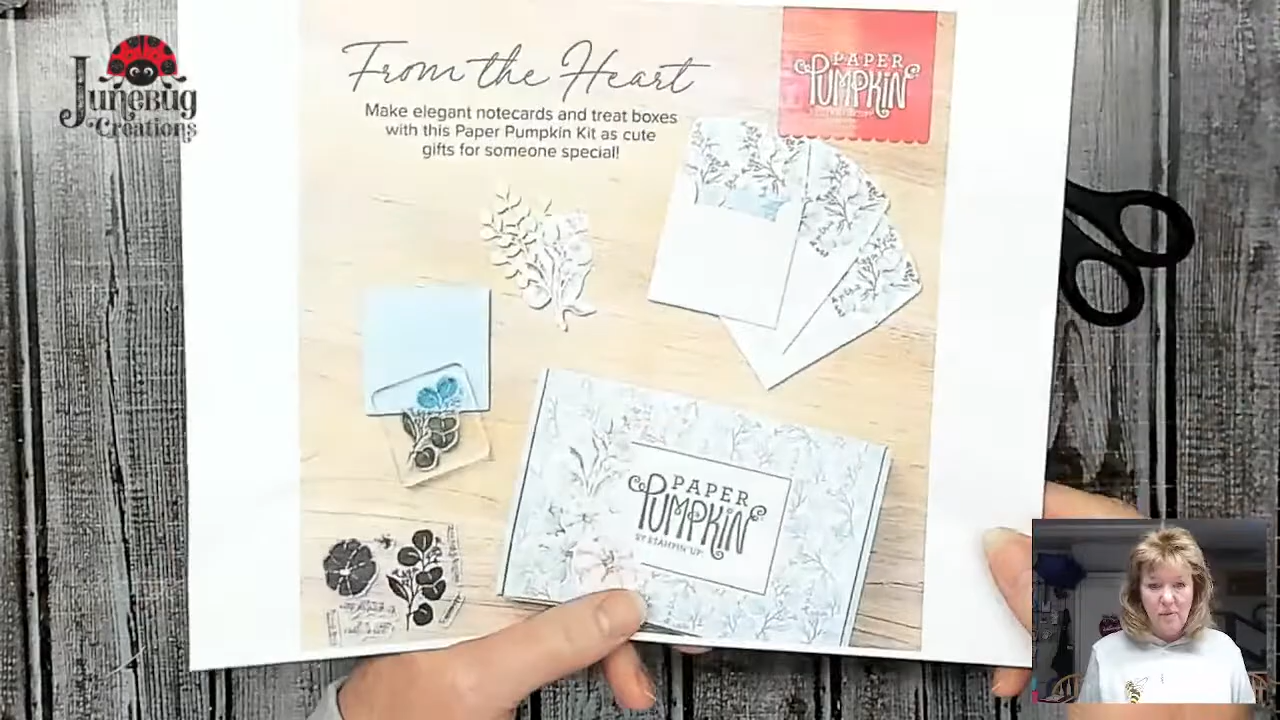 JUNEBUG
Creations
From the Heart
Make elegant notecards and treat boxes
with this Paper Pumpkin Kit as cute
gifts for someone special!
PAPER
PUMPKIN
PAPER
PUMPKIN
BY STAMPIN' UP!